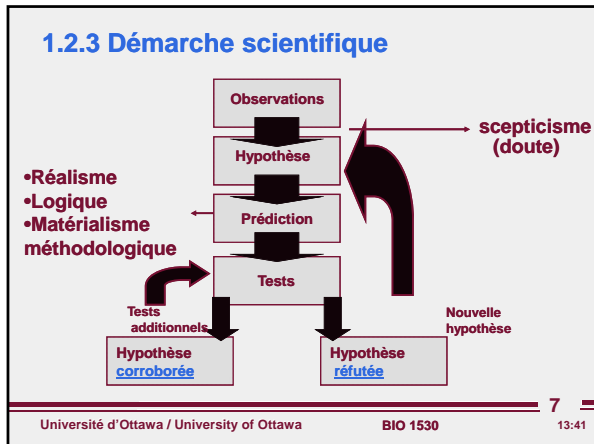 1.2.3 Démarche scientifique
Observations
scepticisme
(doute)
Hypothèse
•Réalisme
•Logique
•Matérialisme
méthodologique
Prédiction
Tests
Tests
additionnels
Nouvelle
hypothèse
Hypothèse
corroborée
Hypothèse
réfutée
7
Université d'Ottawa / University of Ottawa
BIO 1530
13:41